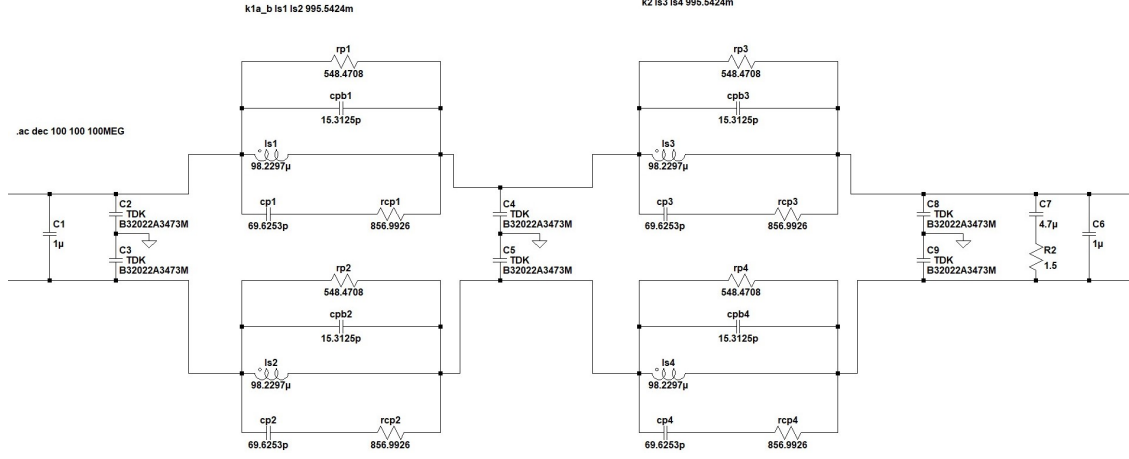 k1a_b ls1 ls2 995.5424m
k2 ls3 ls4 995.5424m
rp1
548.4708
rp3
548.4708
cpb1
15.3125p
cpb3
15.3125p
.ac dec 100 100 100MEG
ls1
98.2297µ
ls3
98.2297µ
C1
1µ
C2
TDK
B32022A3473M
cp1
69.6253p
rcp1
856.9926
C4
TDK
B32022A3473M
cp3
69.6253p
rcp3
856.9926
C8
TDK
B32022A3473M
C7
4.7µ
C6
1µ
C3
TDK
B32022A3473M
C5
TDK
B32022A3473M
C9
TDK
B32022A3473M
R2
1.5
rp2
548.4708
rp4
548.4708
cpb2
15.3125p
cpb4
15.3125p
ls2
98.2297µ
ls4
98.2297µ
cp2
69.6253p
rcp2
856.9926
cp4
69.6253p
rcp4
856.9926